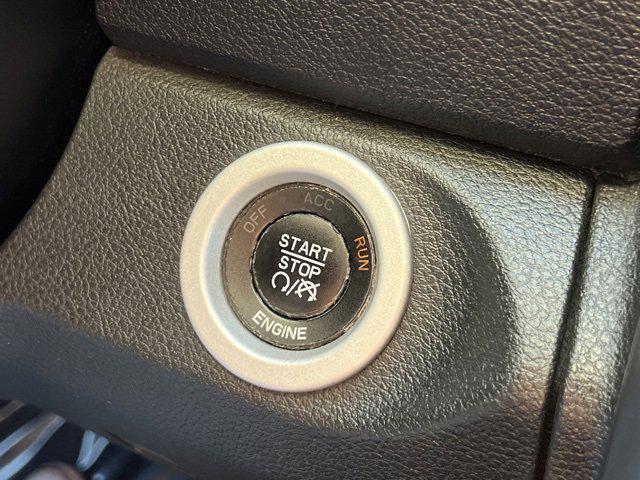 OFF ACC RUN
START
STOP
ENGINE